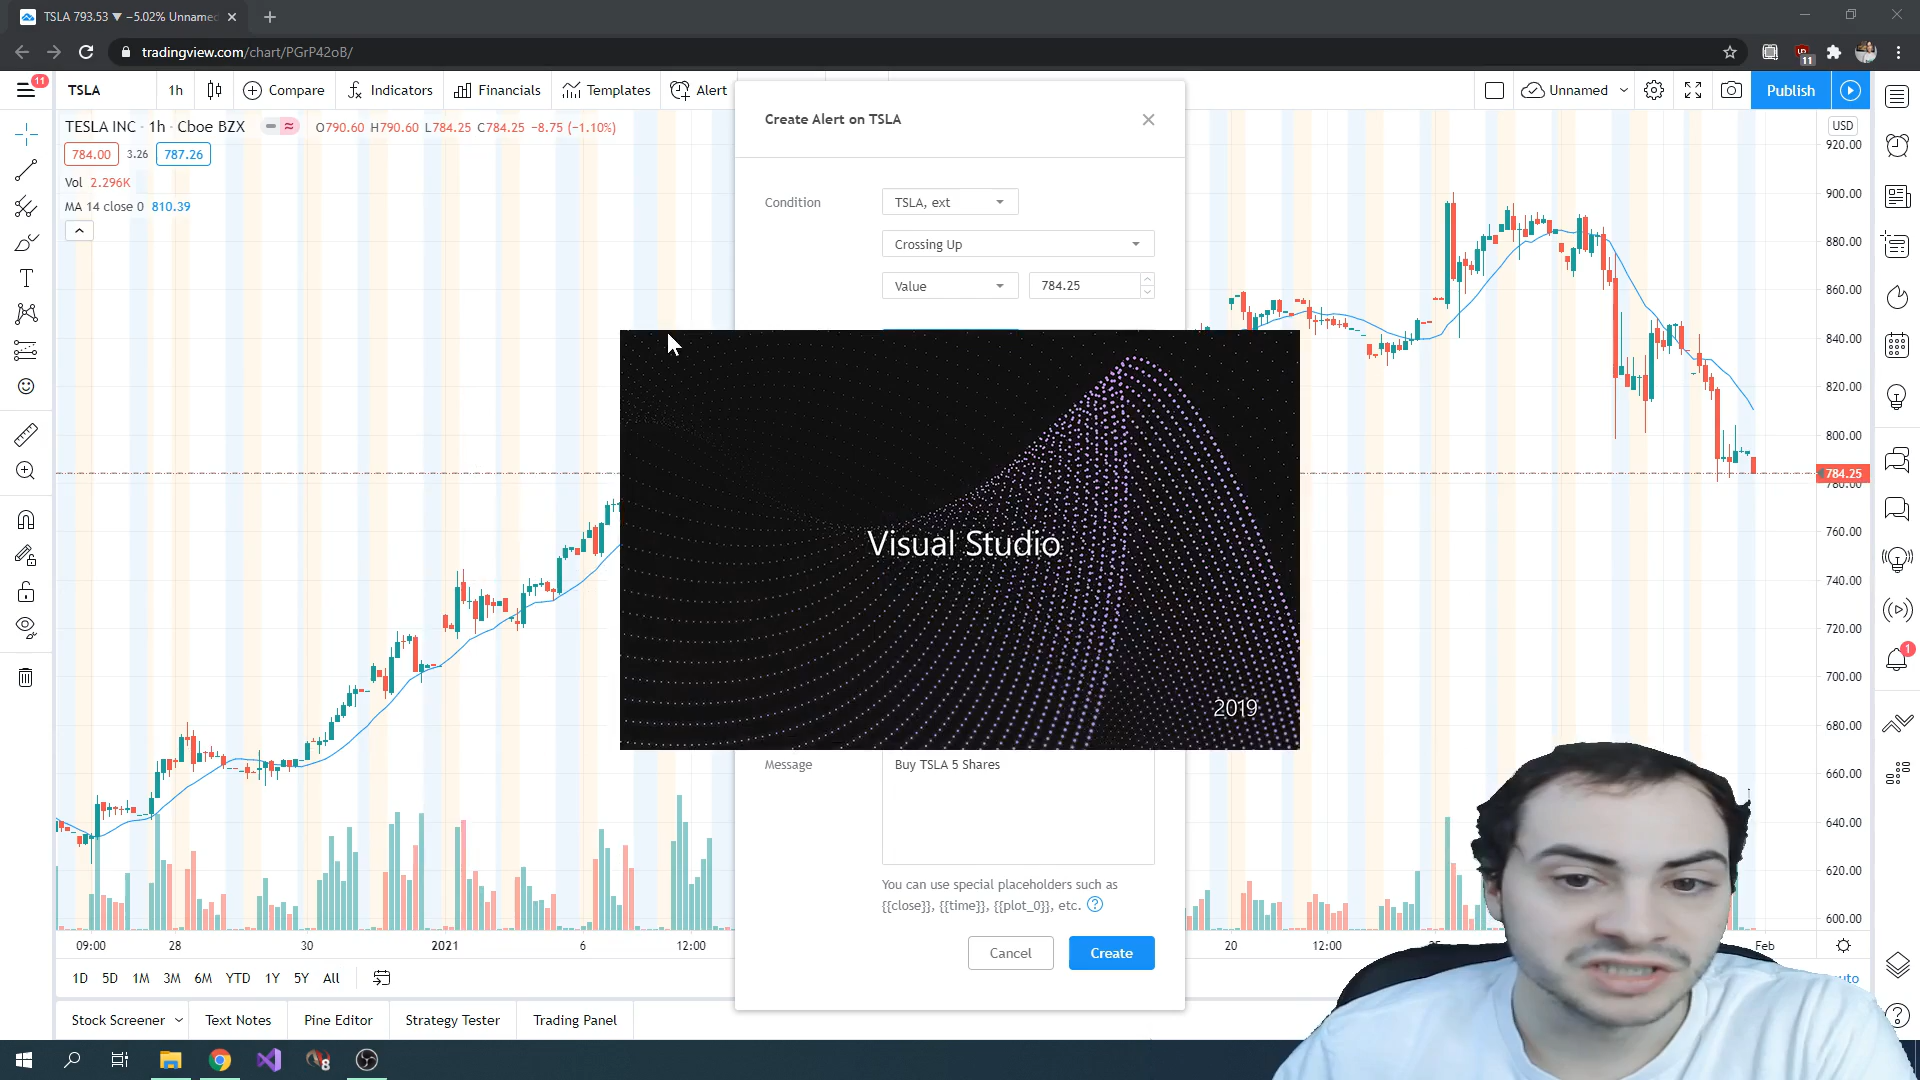 TSLA 793.53 ▼ −5.02% Unnamed
tradingview.com/chart/PGrP42oB/
11
11
TSLA
1h
Compare
Indicators
Financials
Templates
Alert
Unnamed
Publish
TESLA INC · 1h · Cboe BZX
O790.60 H790.60 L784.25 C784.25 −8.75 (−1.10%)
784.00
3.26
787.26
Vol 2.296K
MA 14 close 0 810.39
Create Alert on TSLA
Condition
TSLA, ext
Crossing Up
Value
784.25
Visual Studio
2019
Message
Buy TSLA 5 Shares
You can use special placeholders such as
{{close}}, {{time}}, {{plot_0}}, etc.
Cancel
Create
USD
920.00
900.00
880.00
860.00
840.00
820.00
800.00
784.25
780.00
760.00
740.00
720.00
700.00
680.00
660.00
640.00
620.00
600.00
1
09:00
28
30
2021
6
12:00
20
12:00
Feb
1D
5D
1M
3M
6M
YTD
1Y
5Y
All
Stock Screener
Text Notes
Pine Editor
Strategy Tester
Trading Panel
8